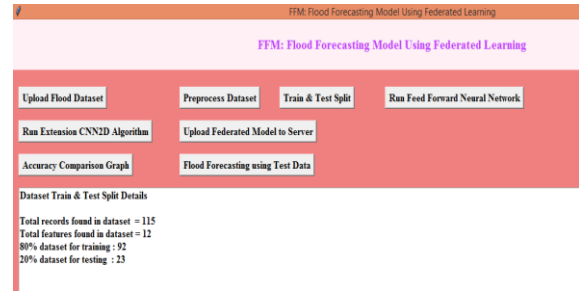 FFM: Flood Forecasting Model Using Federated Learning
FFM: Flood Forecasting Model Using Federated Learning
Upload Flood Dataset
Preprocess Dataset
Train & Test Split
Run Feed Forward Neural Network
Run Extension CNN2D Algorithm
Upload Federated Model to Server
Accuracy Comparison Graph
Flood Forecasting using Test Data
Dataset Train & Test Split Details
Total records found in dataset = 115
Total features found in dataset = 12
80% dataset for training : 92
20% dataset for testing : 23